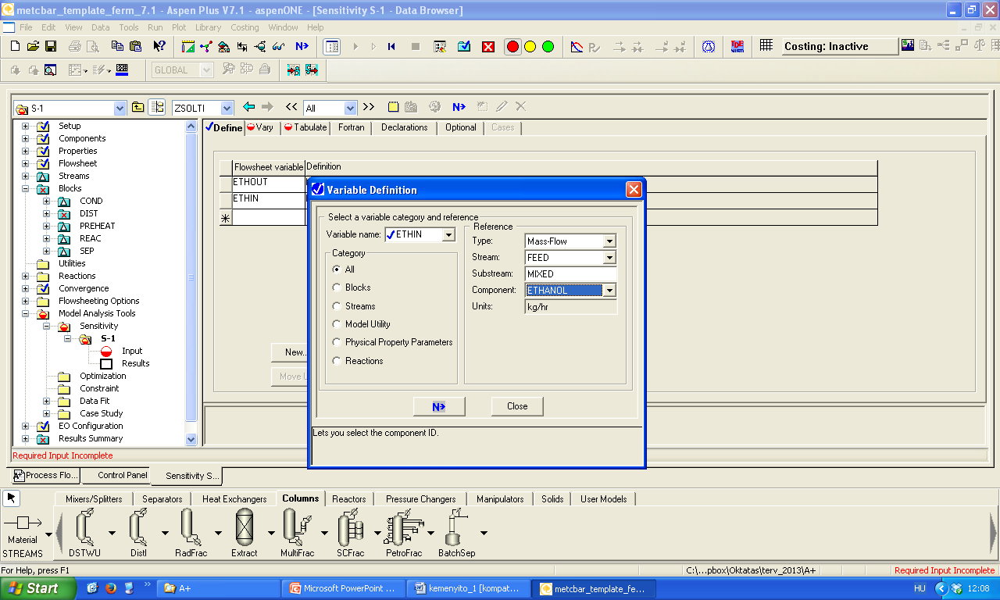 metcbar_template_ferm_7.1 - Aspen Plus V7.1 - aspenONE - [Sensitivity S-1 - Data Browser]
File Edit View Data Tools Run Plot Library Costing Window Help
N>
Costing: Inactive
GLOBAL
S-1
ZSOLTI
<<
All
>>
N>
Setup
Components
Properties
Flowsheet
Streams
Blocks
COND
DIST
PREHEAT
REAC
SEP
Utilities
Reactions
Convergence
Flowsheeting Options
Model Analysis Tools
Sensitivity
S-1
Input
Results
Optimization
Constraint
Data Fit
Case Study
EO Configuration
Results Summary
Define Vary Tabulate Fortran Declarations Optional Cases
Flowsheet variable Definition
ETHOUT
ETHIN
New..
Move U
Variable Definition
Select a variable category and reference
Variable name: ETHIN
Category
All
Blocks
Streams
Model Utility
Physical Property Parameters
Reactions
Reference
Type: Mass-Flow
Stream: FEED
Substream: MIXED
Component: ETHANOL
Units: kg/hr
N>
Close
Lets you select the component ID.
Required Input Incomplete
Process Flo... Control Panel Sensitivity S...
Mixers/Splitters Separators Heat Exchangers Columns Reactors Pressure Changers Manipulators Solids User Models
Material
STREAMS
DSTWU Distl RadFrac Extract MultiFrac SCFrac PetroFrac BatchSep
For Help, press F1
C:\...pbox\Oktatas\terv_2013\A+
Required Input Incomplete
Start
A+
Microsoft PowerPoint ...
kemenyito_1 [kompat...
metcbar_template_fe...
HU
12:08